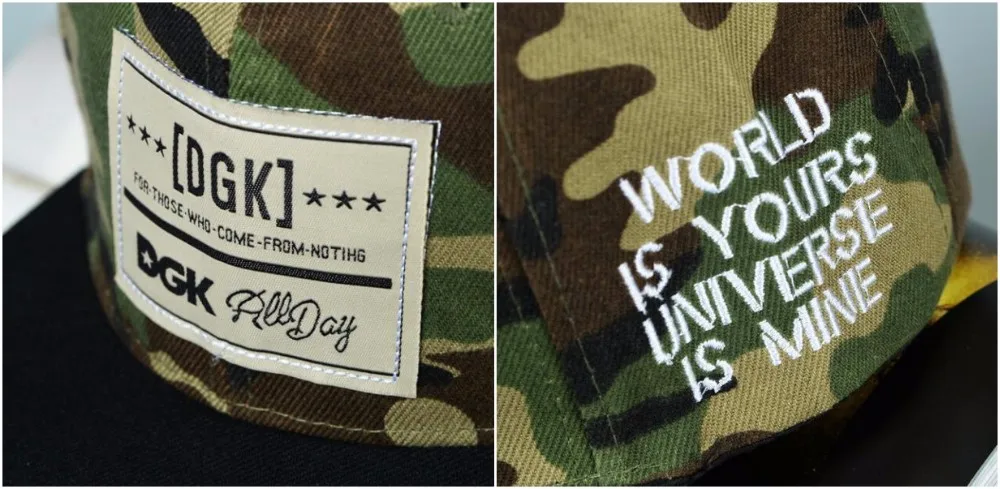 ★★★[DGK]★★★
FOR-THOSE-WHO-COME-FROM-NOTIHG
DGK AllDay
WORLD
IS YOURS
UNIVERSE
IS MINE